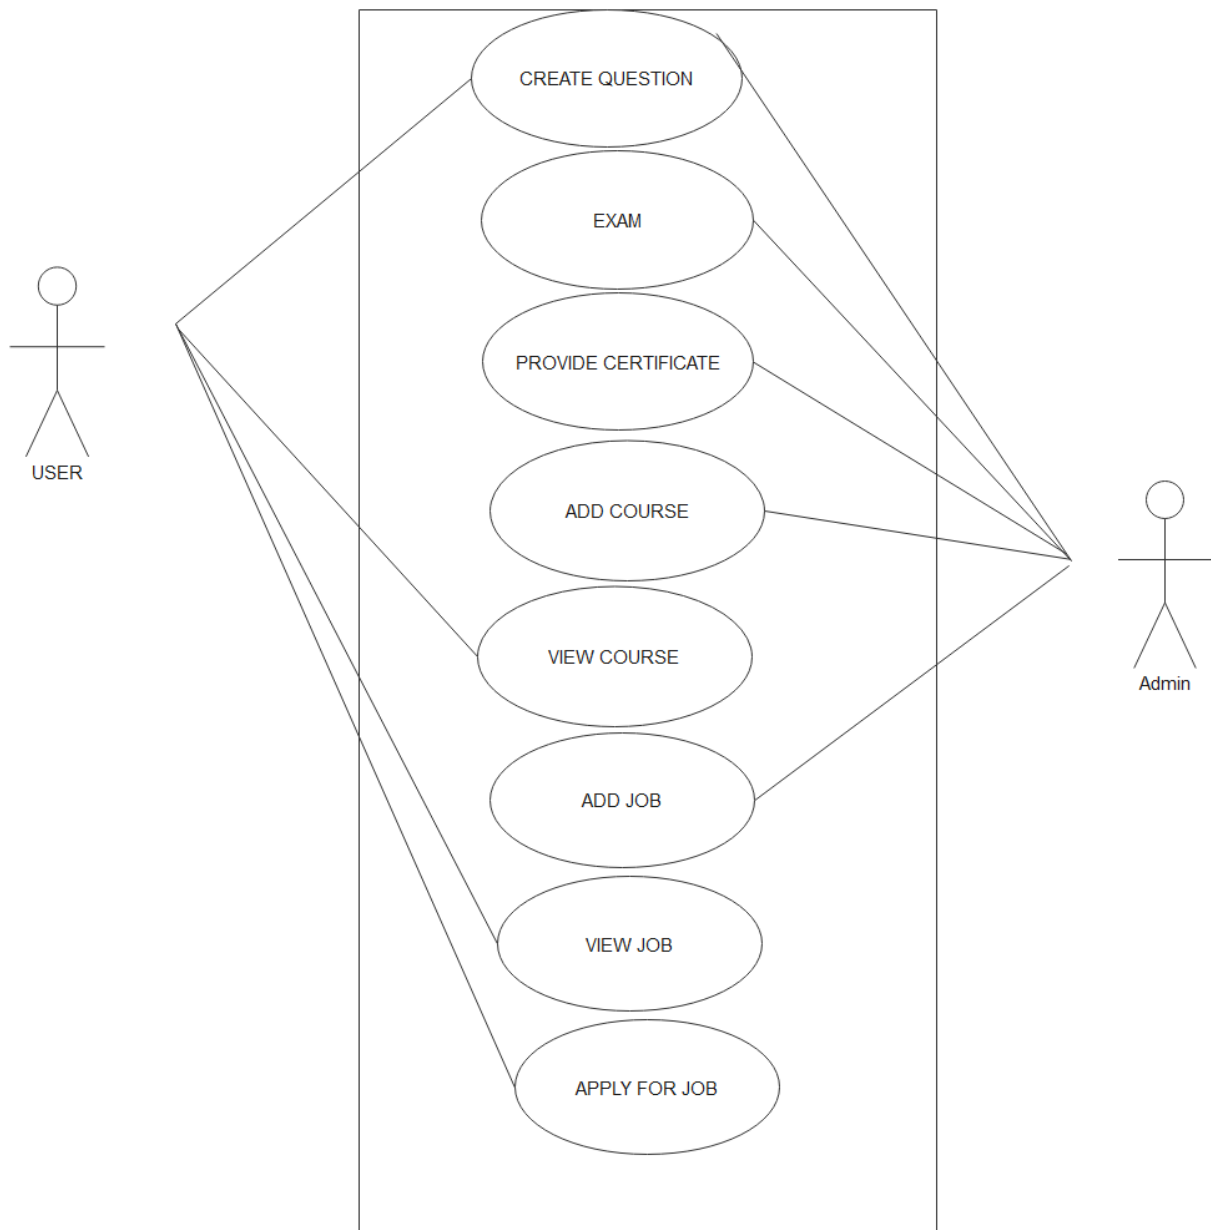 CREATE QUESTION
EXAM
PROVIDE CERTIFICATE
USER
ADD COURSE
VIEW COURSE
Admin
ADD JOB
VIEW JOB
APPLY FOR JOB